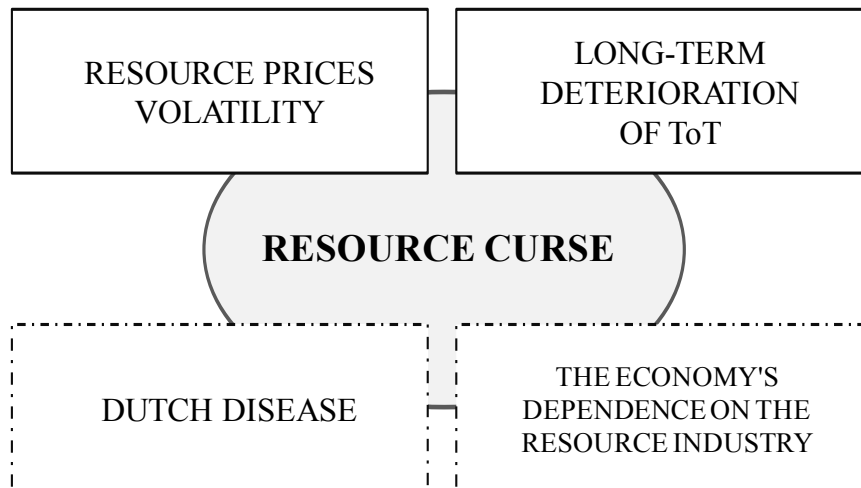 RESOURCE PRICES
VOLATILITY
LONG-TERM
DETERIORATION
OF ToT
RESOURCE CURSE
DUTCH DISEASE
THE ECONOMY'S
DEPENDENCE ON THE
RESOURCE INDUSTRY